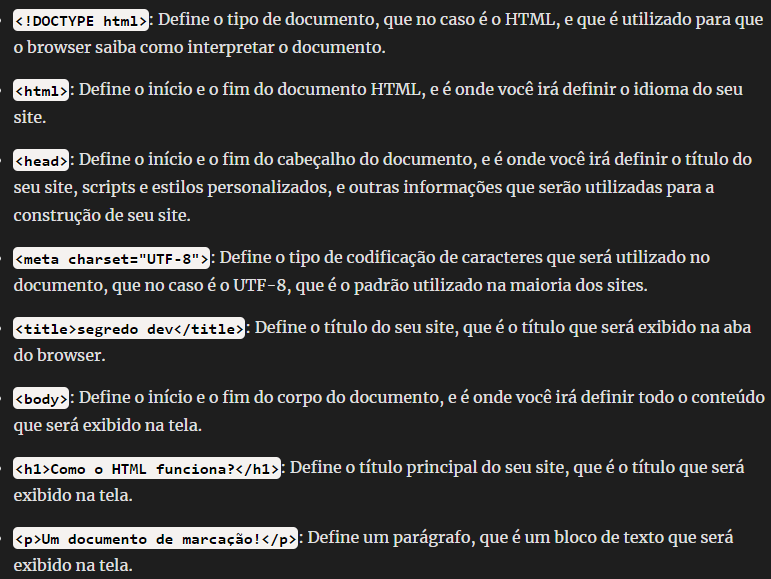 <!DOCTYPE html>: Define o tipo de documento, que no caso é o HTML, e que é utilizado para que
o browser saiba como interpretar o documento.
<html>: Define o início e o fim do documento HTML, e é onde você irá definir o idioma do seu
site.
<head>: Define o início e o fim do cabeçalho do documento, e é onde você irá definir o título do
seu site, scripts e estilos personalizados, e outras informações que serão utilizadas para a
construção de seu site.
<meta charset="UTF-8">: Define o tipo de codificação de caracteres que será utilizado no
documento, que no caso é o UTF-8, que é o padrão utilizado na maioria dos sites.
<title>segredo dev</title>: Define o título do seu site, que é o título que será exibido na aba
do browser.
<body>: Define o início e o fim do corpo do documento, e é onde você irá definir todo o conteúdo
que será exibido na tela.
<h1>Como o HTML funciona?</h1>: Define o título principal do seu site, que é o título que será
exibido na tela.
<p>Um documento de marcação!</p>: Define um parágrafo, que é um bloco de texto que será
exibido na tela.